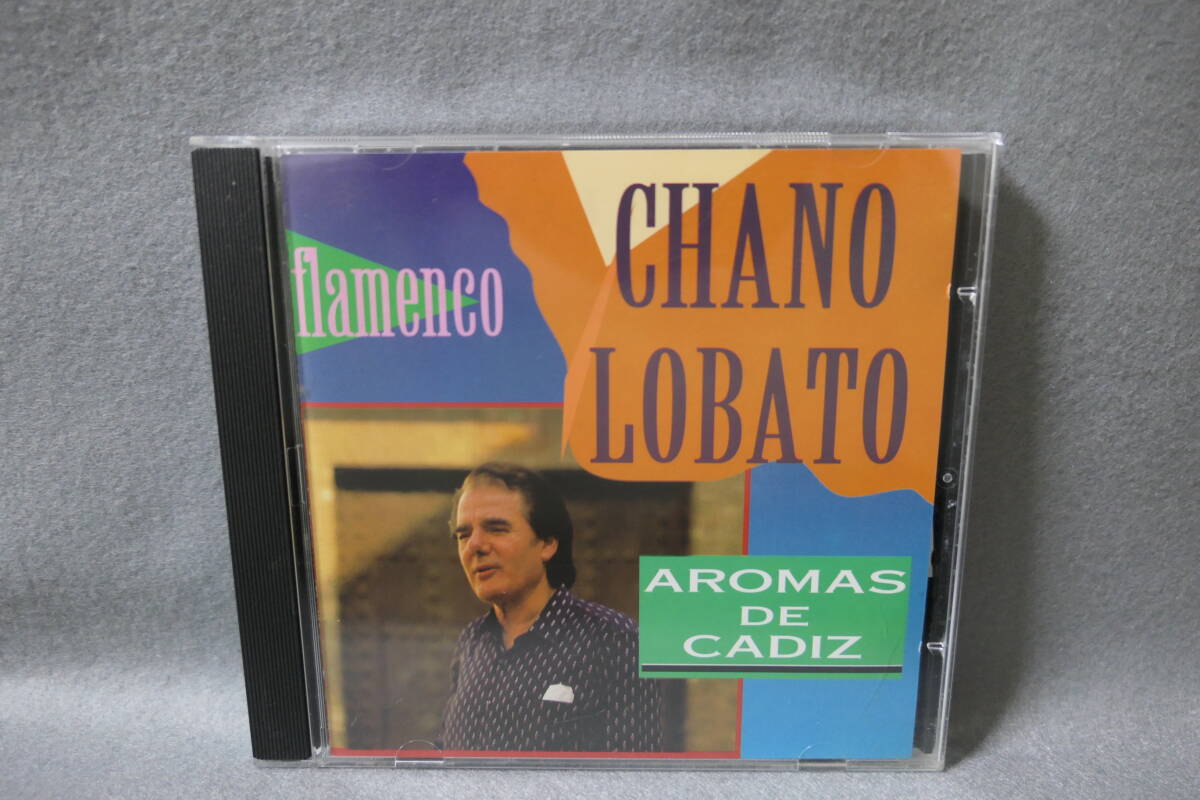 flamenco
CHANO
LOBATO
AROMAS
DE
CADIZ